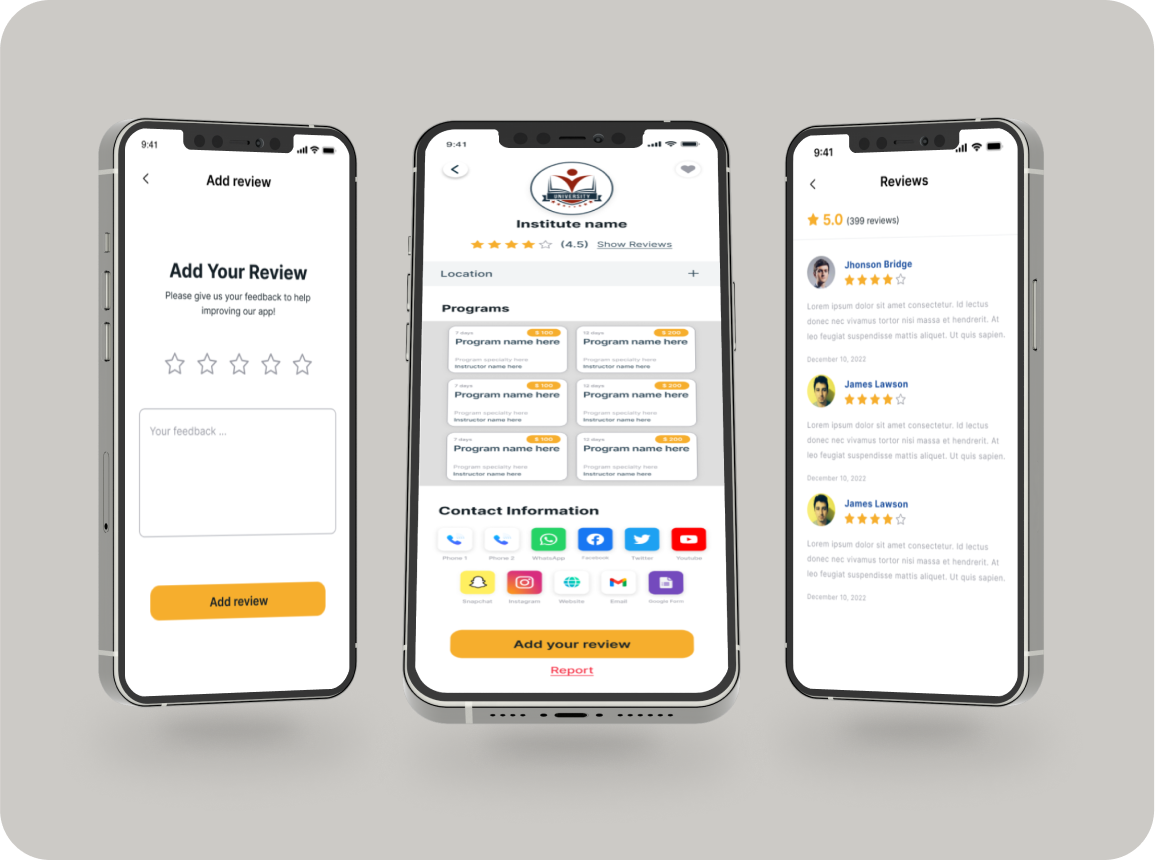 9:41
Add review
Add Your Review
Please give us your feedback to help
improving our app!
Your feedback ...
Add review
9:41
UNIVERCITY
Institute name
(4.5) Show Reviews
Location +
Programs
7 days $ 100
Program name here
Program specialty here
Instructor name here
12 days $ 200
Program name here
Program specialty here
Instructor name here
7 days $ 100
Program name here
Program specialty here
Instructor name here
12 days $ 200
Program name here
Program specialty here
Instructor name here
7 days $ 100
Program name here
Program specialty here
Instructor name here
12 days $ 200
Program name here
Program specialty here
Instructor name here
Contact Information
Phone 1 Phone 2 WhatsApp Facebook Twitter Youtube
Snapchat Instagram Website Email Google Form
Add your review
Report
9:41
Reviews
5.0 (399 reviews)
Jhonson Bridge
Lorem ipsum dolor sit amet consectetur. Id lectus
donec nec vivamus tortor nisi massa et hendrerit. At
leo feugiat suspendisse mattis aliquet. Ut quis sapien.
December 10, 2022
James Lawson
Lorem ipsum dolor sit amet consectetur. Id lectus
donec nec vivamus tortor nisi massa et hendrerit. At
leo feugiat suspendisse mattis aliquet. Ut quis sapien.
December 10, 2022
James Lawson
Lorem ipsum dolor sit amet consectetur. Id lectus
donec nec vivamus tortor nisi massa et hendrerit. At
leo feugiat suspendisse mattis aliquet. Ut quis sapien.
December 10, 2022